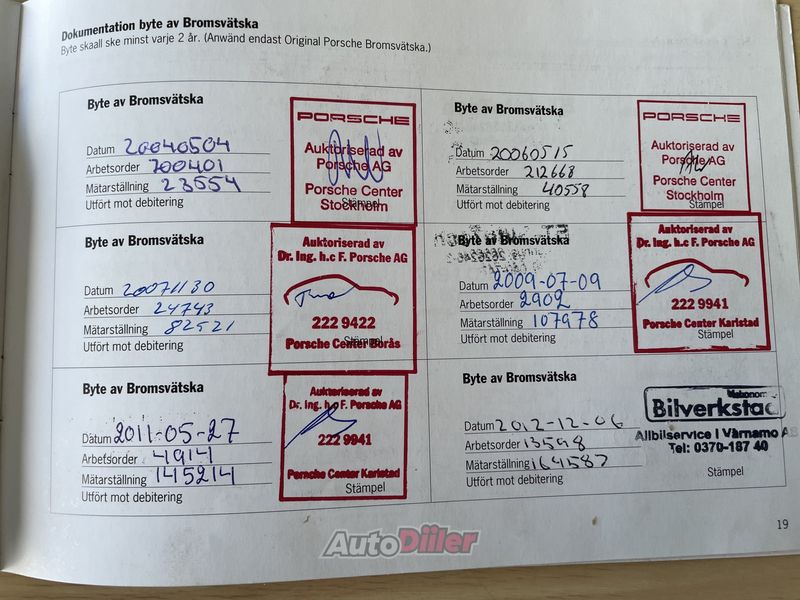 Dokumentation byte av Bromsvätska
Byte skaall ske minst varje 2 år. (Använd endast Original Porsche Bromsvätska.)
Byte av Bromsvätska
Datum 20040504
Arbetsorder 200401
Mätarställning 23554
Utfört mot debitering
Stämpel
PORSCHE
Auktoriserad av
Porsche AG
Porsche Center
Stockholm
Byte av Bromsvätska
Datum 20060515
Arbetsorder 212668
Mätarställning 40558
Utfört mot debitering
Stämpel
PORSCHE
Auktoriserad av
Porsche AG
Porsche Center
Stockholm
Byte av Bromsvätska
Datum 20071130
Arbetsorder 24743
Mätarställning 82521
Utfört mot debitering
Stämpel
Auktoriserad av
Dr. Ing. h.c F. Porsche AG
222 9422
Porsche Center Borås
Byte av Bromsvätska
Datum 2009-07-09
Arbetsorder 2902
Mätarställning 107978
Utfört mot debitering
Stämpel
Auktoriserad av
Dr. Ing. h.c F. Porsche AG
222 9941
Porsche Center Karlstad
Byte av Bromsvätska
Datum 2011-05-27
Arbetsorder 4914
Mätarställning 145214
Utfört mot debitering
Stämpel
Auktoriserad av
Dr. Ing. h.c F. Porsche AG
222 9941
Porsche Center Karlstad
Byte av Bromsvätska
Datum 2012-12-06
Arbetsorder 13598
Mätarställning 164587
Utfört mot debitering
Stämpel
Mekonom
Bilverkstad
Allbilservice i Värnamo AB
Tel: 0370-187 40
19
AutoDiller